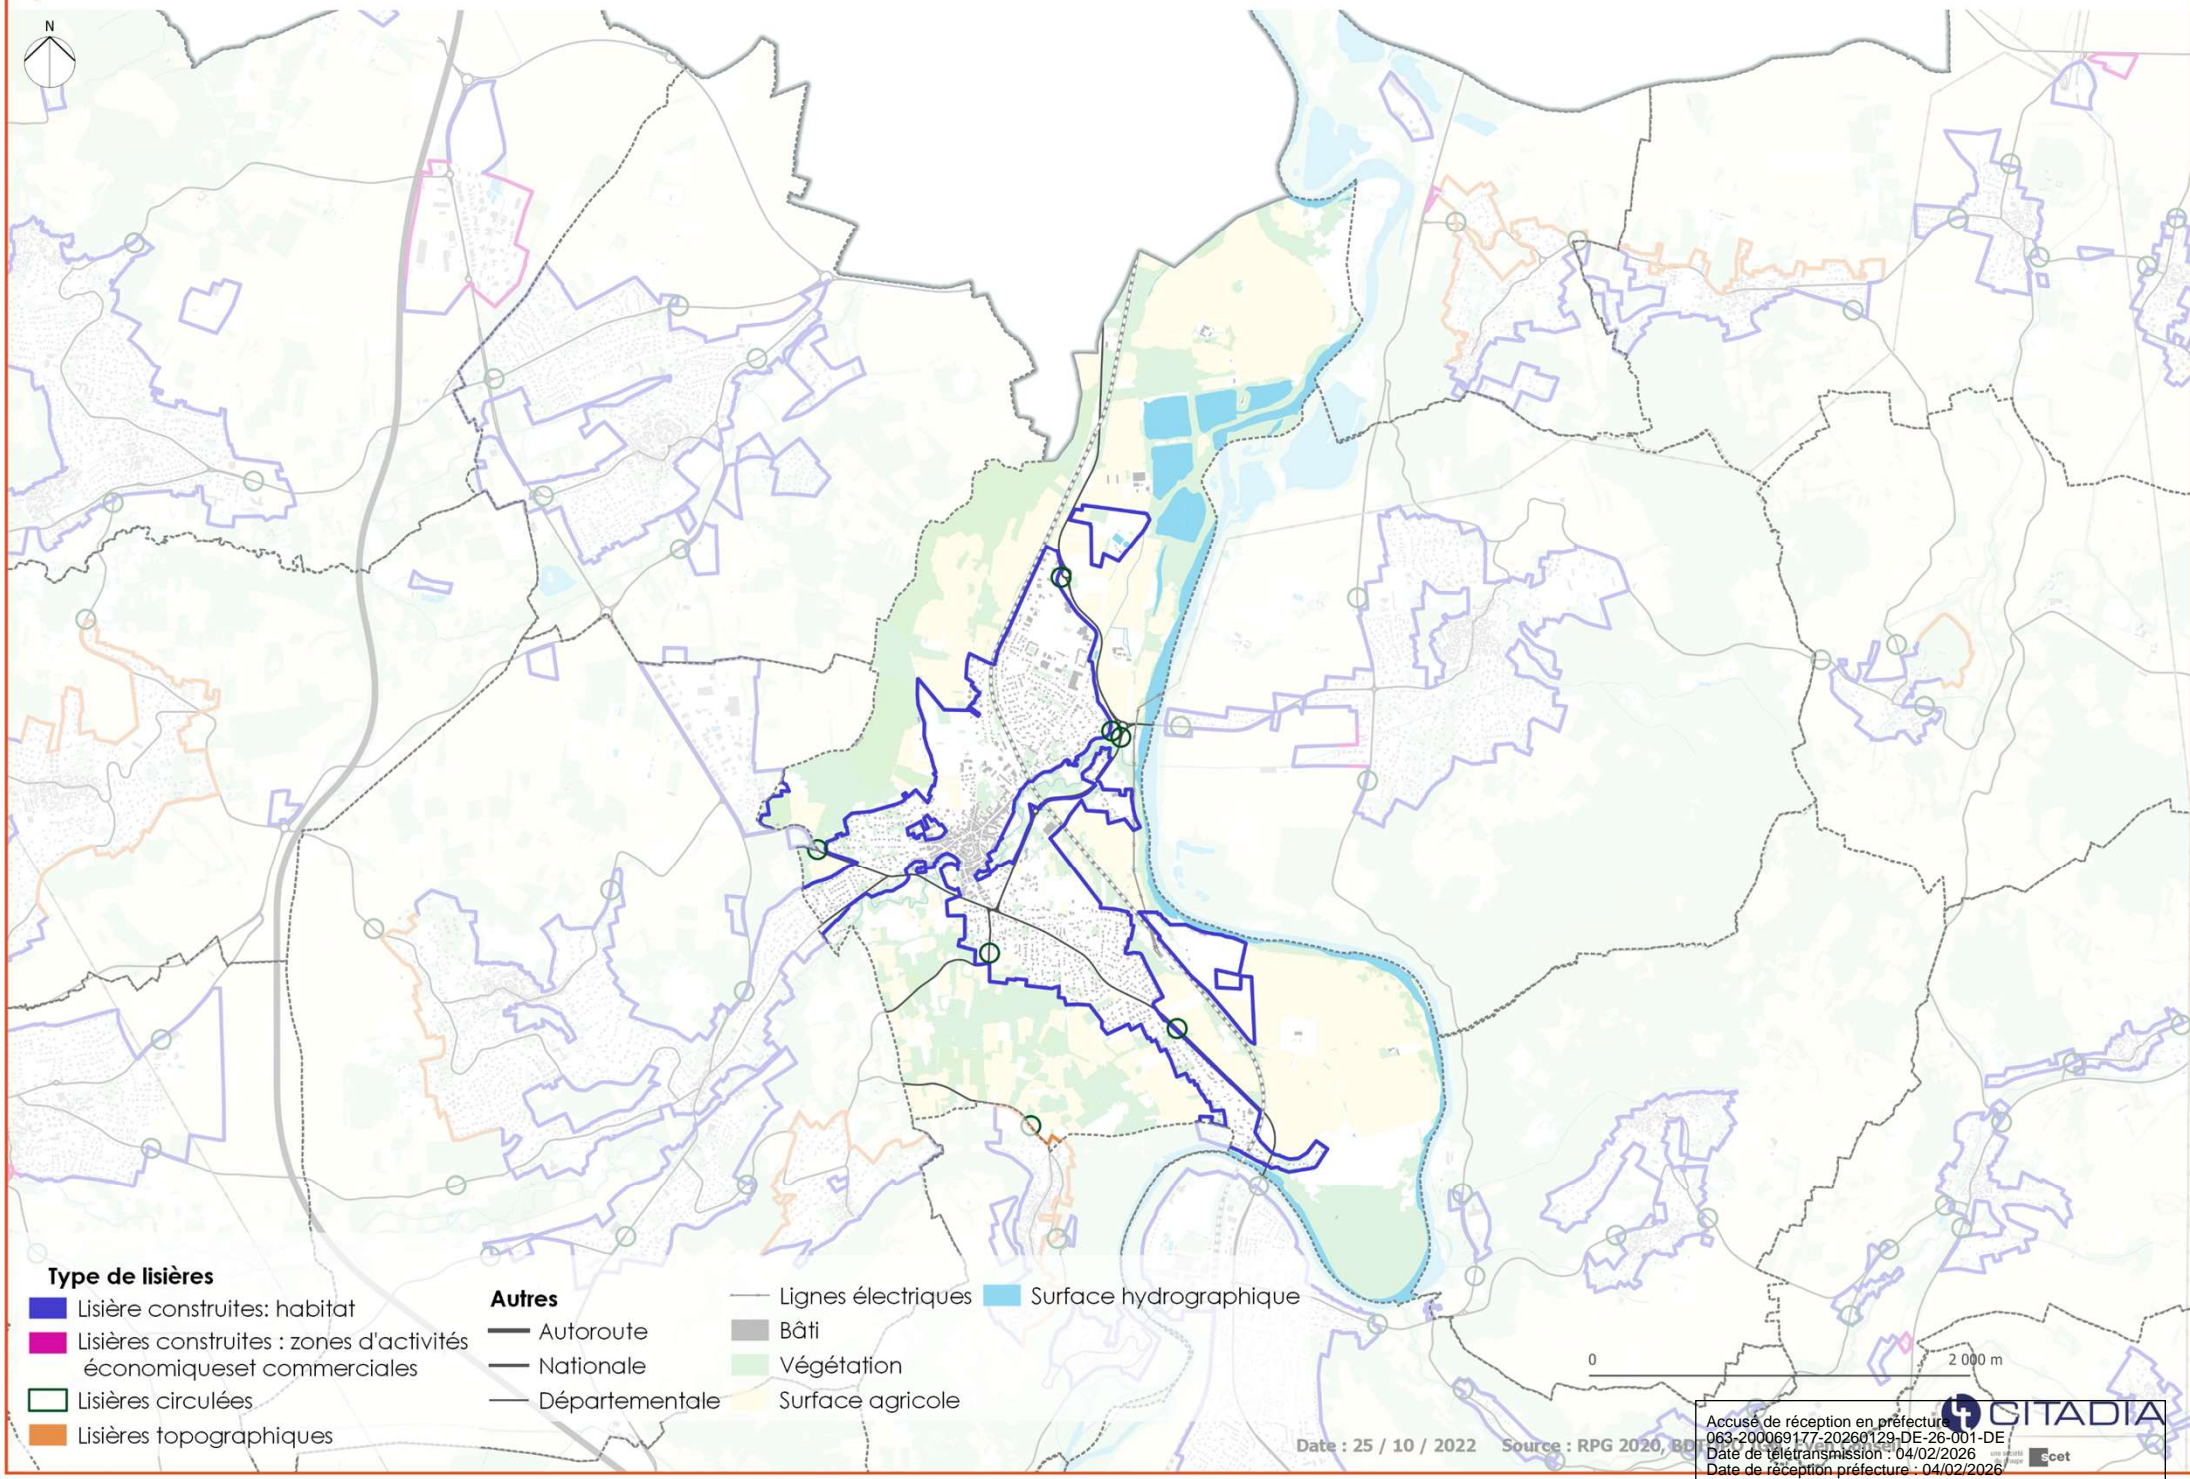 N
Type de lisières
Lisière construites: habitat
Lisières construites : zones d'activités
économiqueset commerciales
Lisières circulées
Lisières topographiques
Autres
Autoroute
Nationale
Départementale
Lignes électriques
Bâti
Végétation
Surface agricole
Surface hydrographique
0 2 000 m
CITADIA
Date : 25 / 10 / 2022 Source : RPG 2020,
Accusé de réception en préfecture
063-200069177-20260129-DE-26-001-DE
Date de télétransmission : 04/02/2026
Date de réception préfecture : 04/02/2026
scet